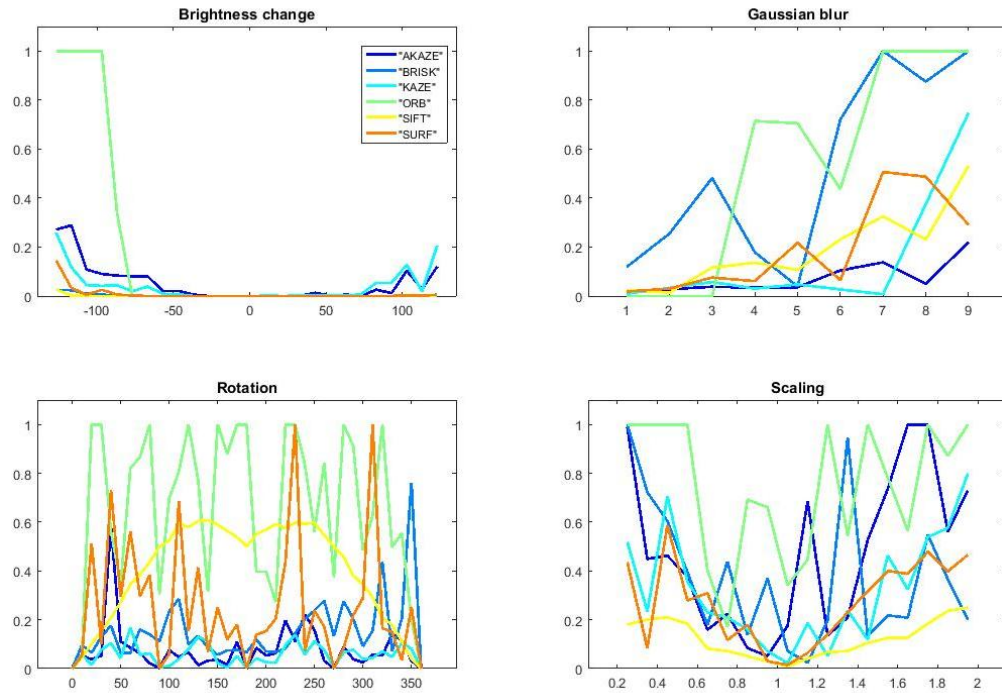 Brightness change
1
0.8
0.6
0.4
0.2
0
-100 -50 0 50 100
"AKAZE"
"BRISK"
"KAZE"
"ORB"
"SIFT"
"SURF"
Gaussian blur
1
0.8
0.6
0.4
0.2
0
1 2 3 4 5 6 7 8 9
Rotation
1
0.8
0.6
0.4
0.2
0
0 50 100 150 200 250 300 350
Scaling
1
0.8
0.6
0.4
0.2
0
0.2 0.4 0.6 0.8 1 1.2 1.4 1.6 1.8 2